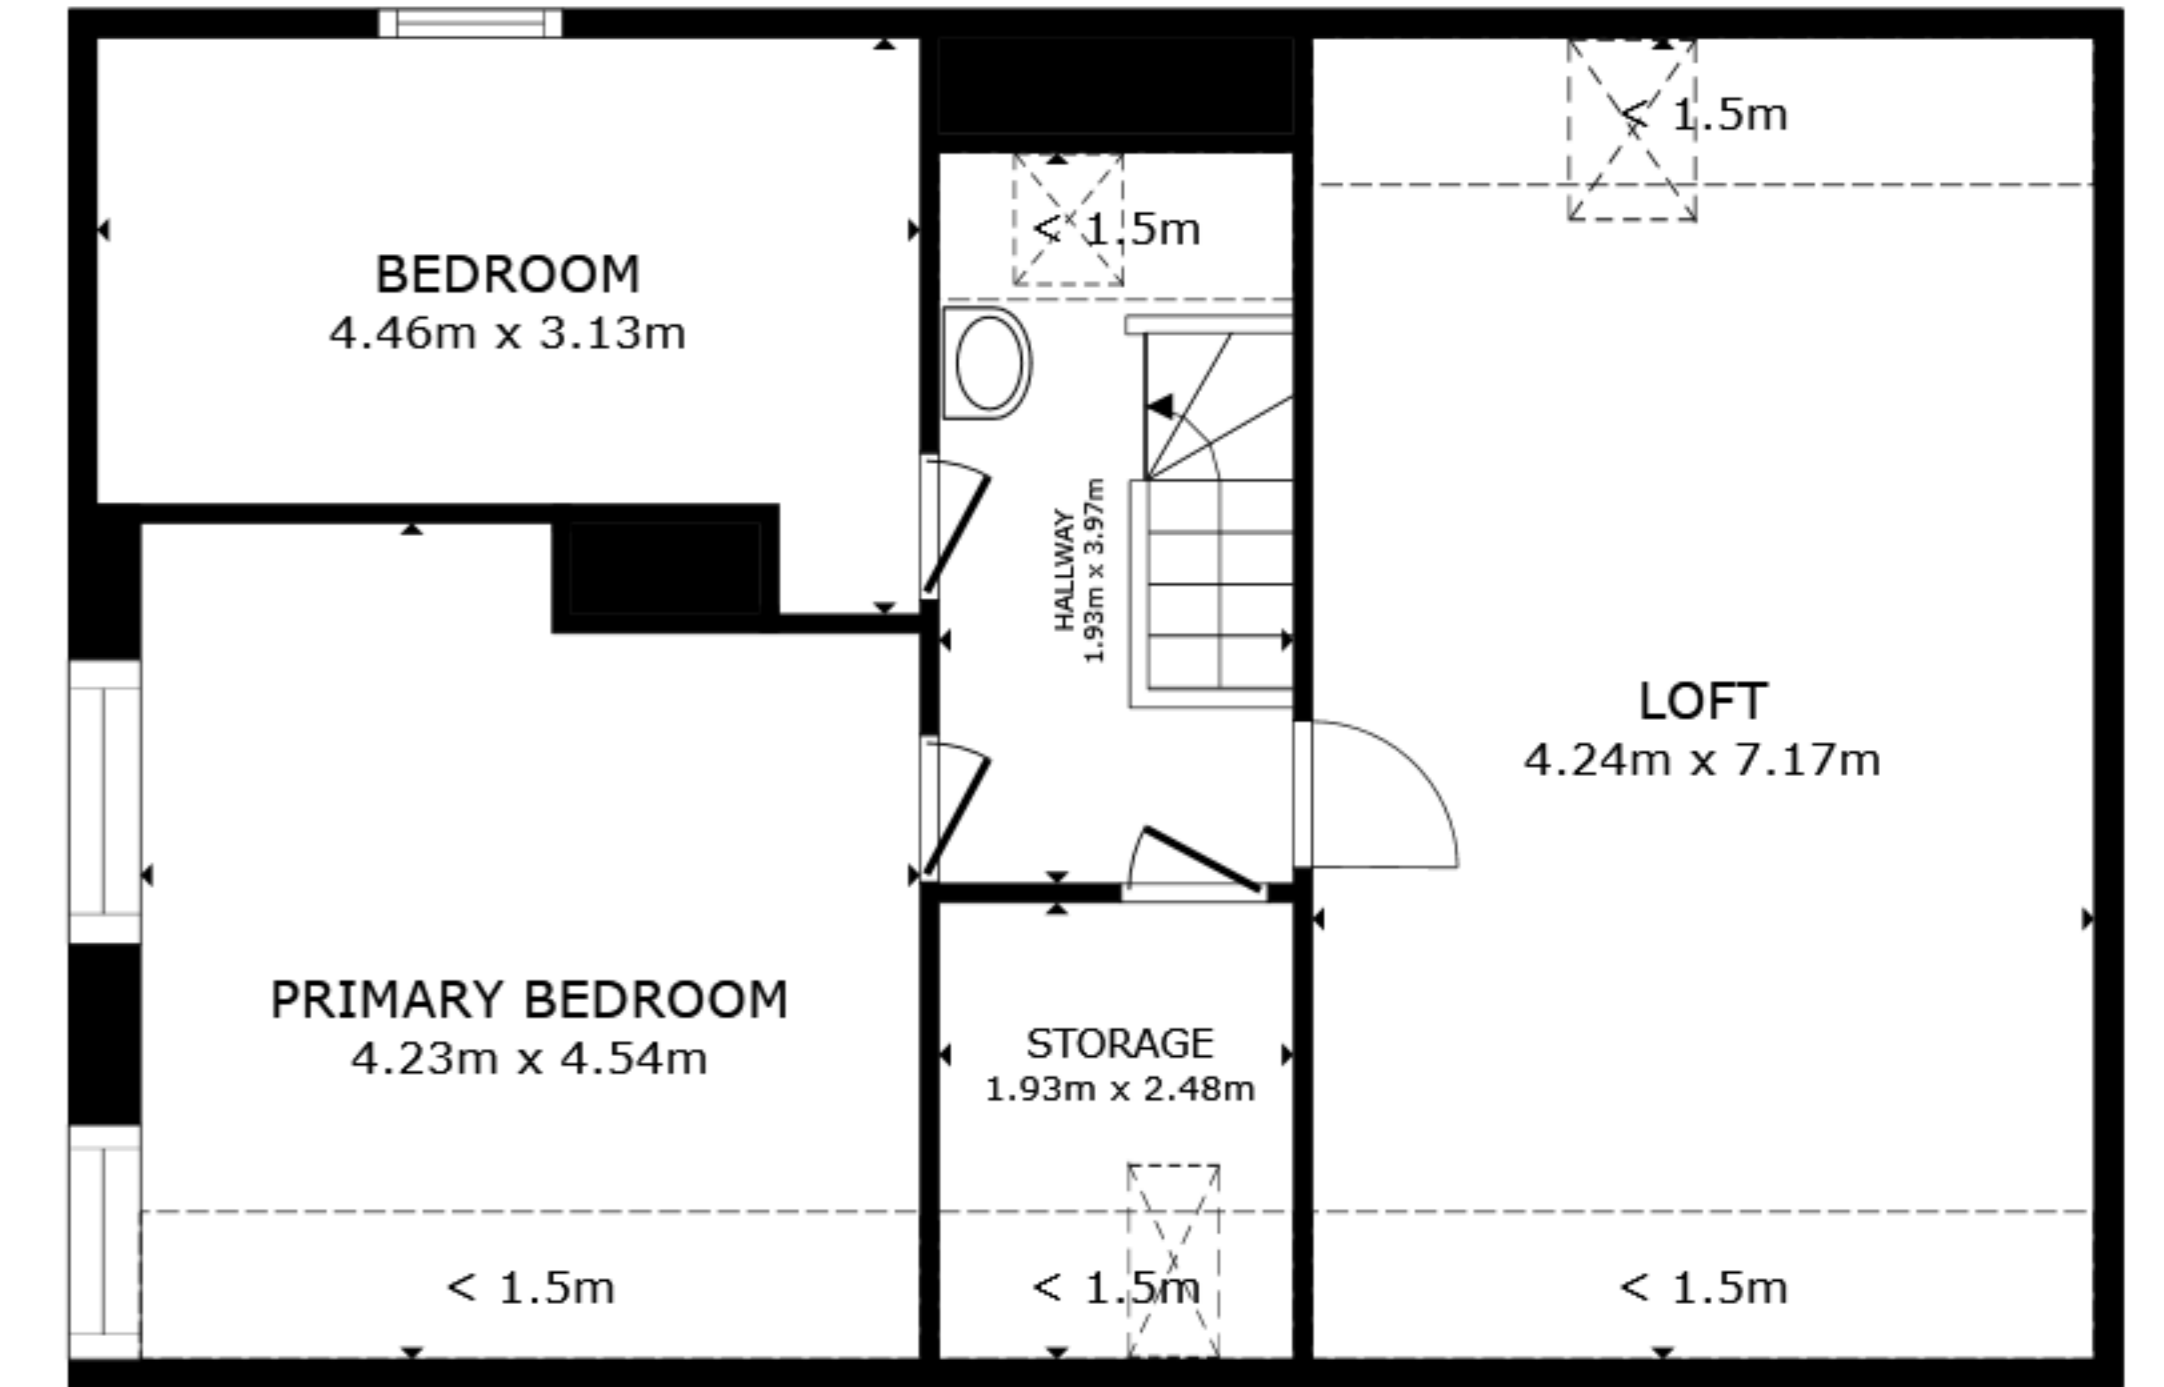 < 1.5m
< 1.5m
BEDROOM
4.46m x 3.13m
HALLWAY
1.93m x 3.97m
LOFT
4.24m x 7.17m
PRIMARY BEDROOM
4.23m x 4.54m
STORAGE
1.93m x 2.48m
< 1.5m
< 1.5m
< 1.5m